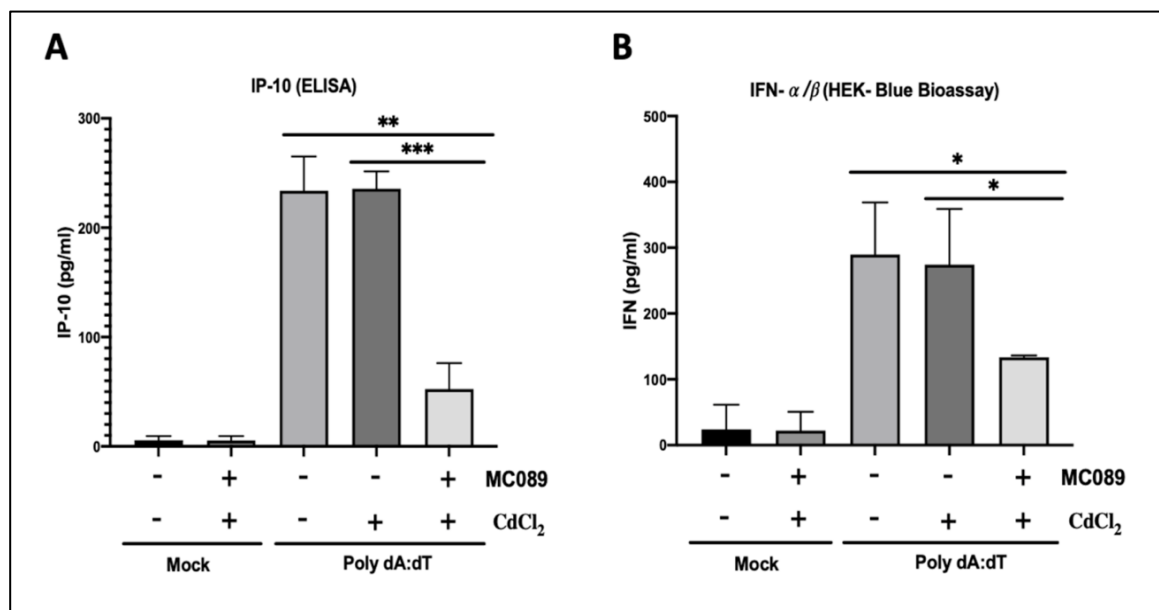 A
IP-10 (ELISA)
IP-10 (pg/ml)
300
200
100
0
**
***
- + - - + MC089
- + - + + CdCl₂
Mock Poly dA:dT
B
IFN- α/β (HEK- Blue Bioassay)
IFN (pg/ml)
500
400
300
200
100
0
*
*
- + - - + MC089
- + - + + CdCl₂
Mock Poly dA:dT